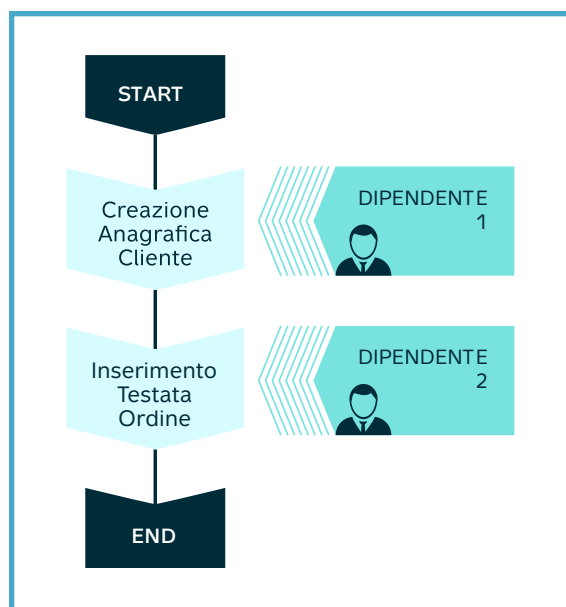 START
Creazione
Anagrafica
Cliente
DIPENDENTE
1
Inserimento
Testata
Ordine
DIPENDENTE
2
END